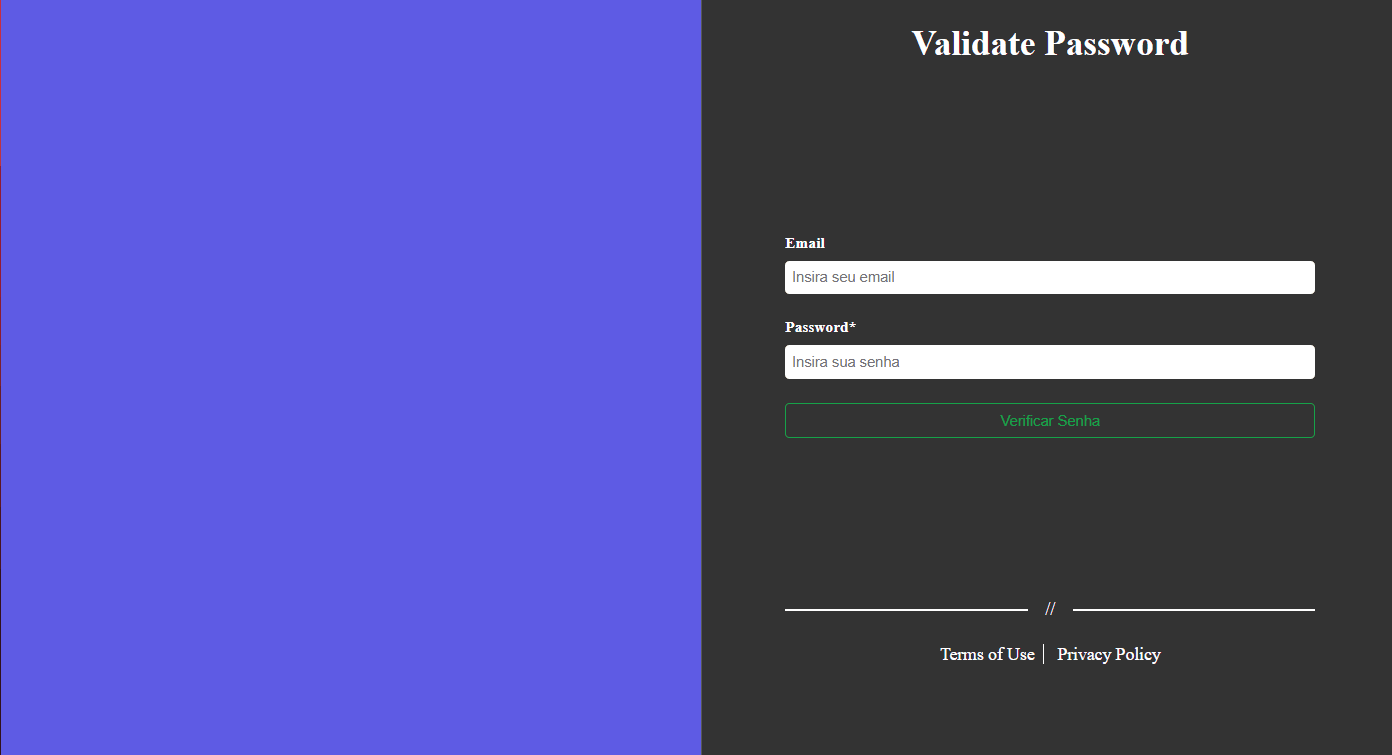 Validate Password
Email
Insira seu email
Password*
Insira sua senha
Verificar Senha
//
Terms of Use | Privacy Policy